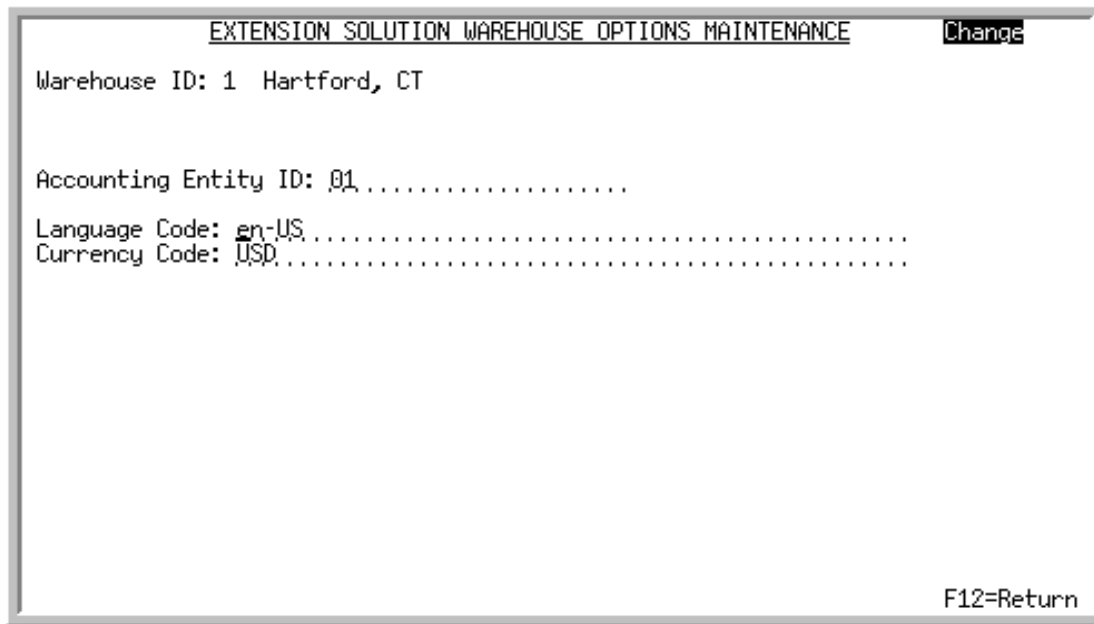 EXTENSION SOLUTION WAREHOUSE OPTIONS MAINTENANCE Change
Warehouse ID: 1 Hartford, CT
Accounting Entity ID: 01
Language Code: en-US
Currency Code: USD
F12=Return